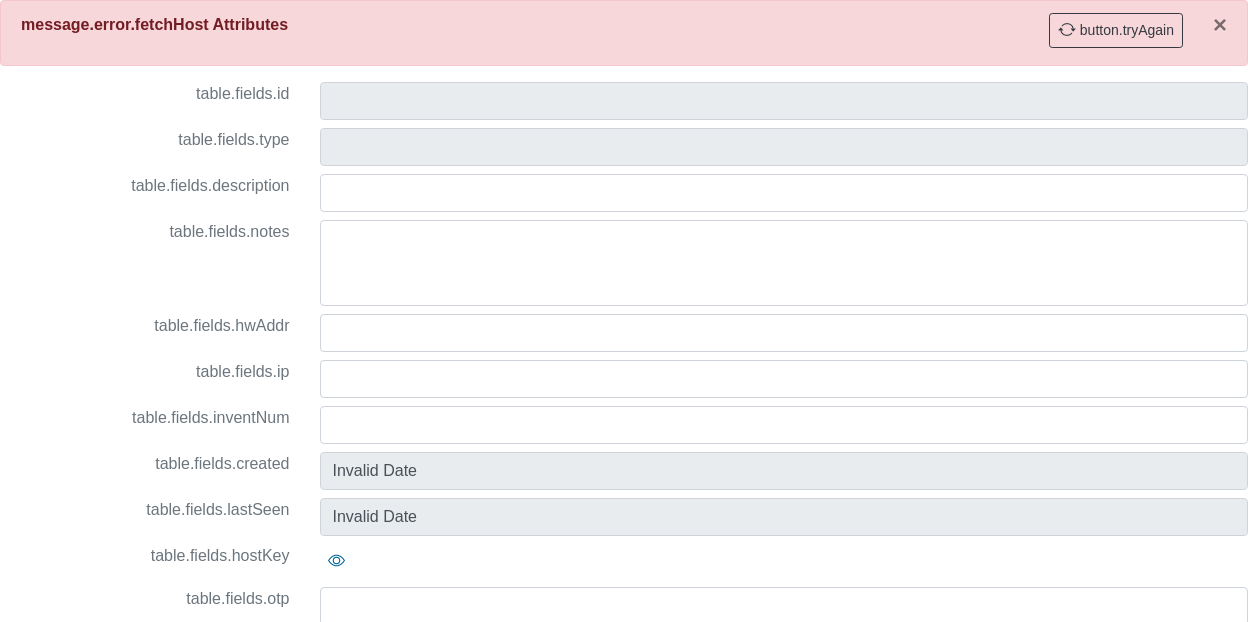 message.error.fetchHost Attributes
button.tryAgain
×
table.fields.id
table.fields.type
table.fields.description
table.fields.notes
table.fields.hwAddr
table.fields.ip
table.fields.inventNum
table.fields.created
Invalid Date
table.fields.lastSeen
Invalid Date
table.fields.hostKey
table.fields.otp